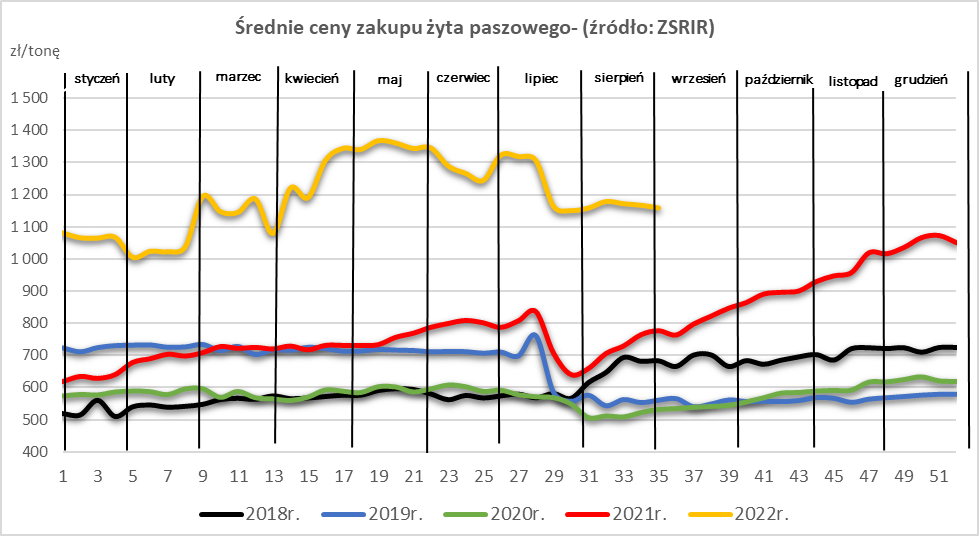 Średnie ceny zakupu żyta paszowego- (źródło: ZSRIR)
zł/tonę
styczeń luty marzec kwiecień maj czerwiec lipiec sierpień wrzesień październik listopad grudzień
1 500
1 400
1 300
1 200
1 100
1 000
900
800
700
600
500
400
1 3 5 7 9 11 13 15 17 19 21 23 25 27 29 31 33 35 37 39 41 43 45 47 49 51
2018r. 2019r. 2020r. 2021r. 2022r.